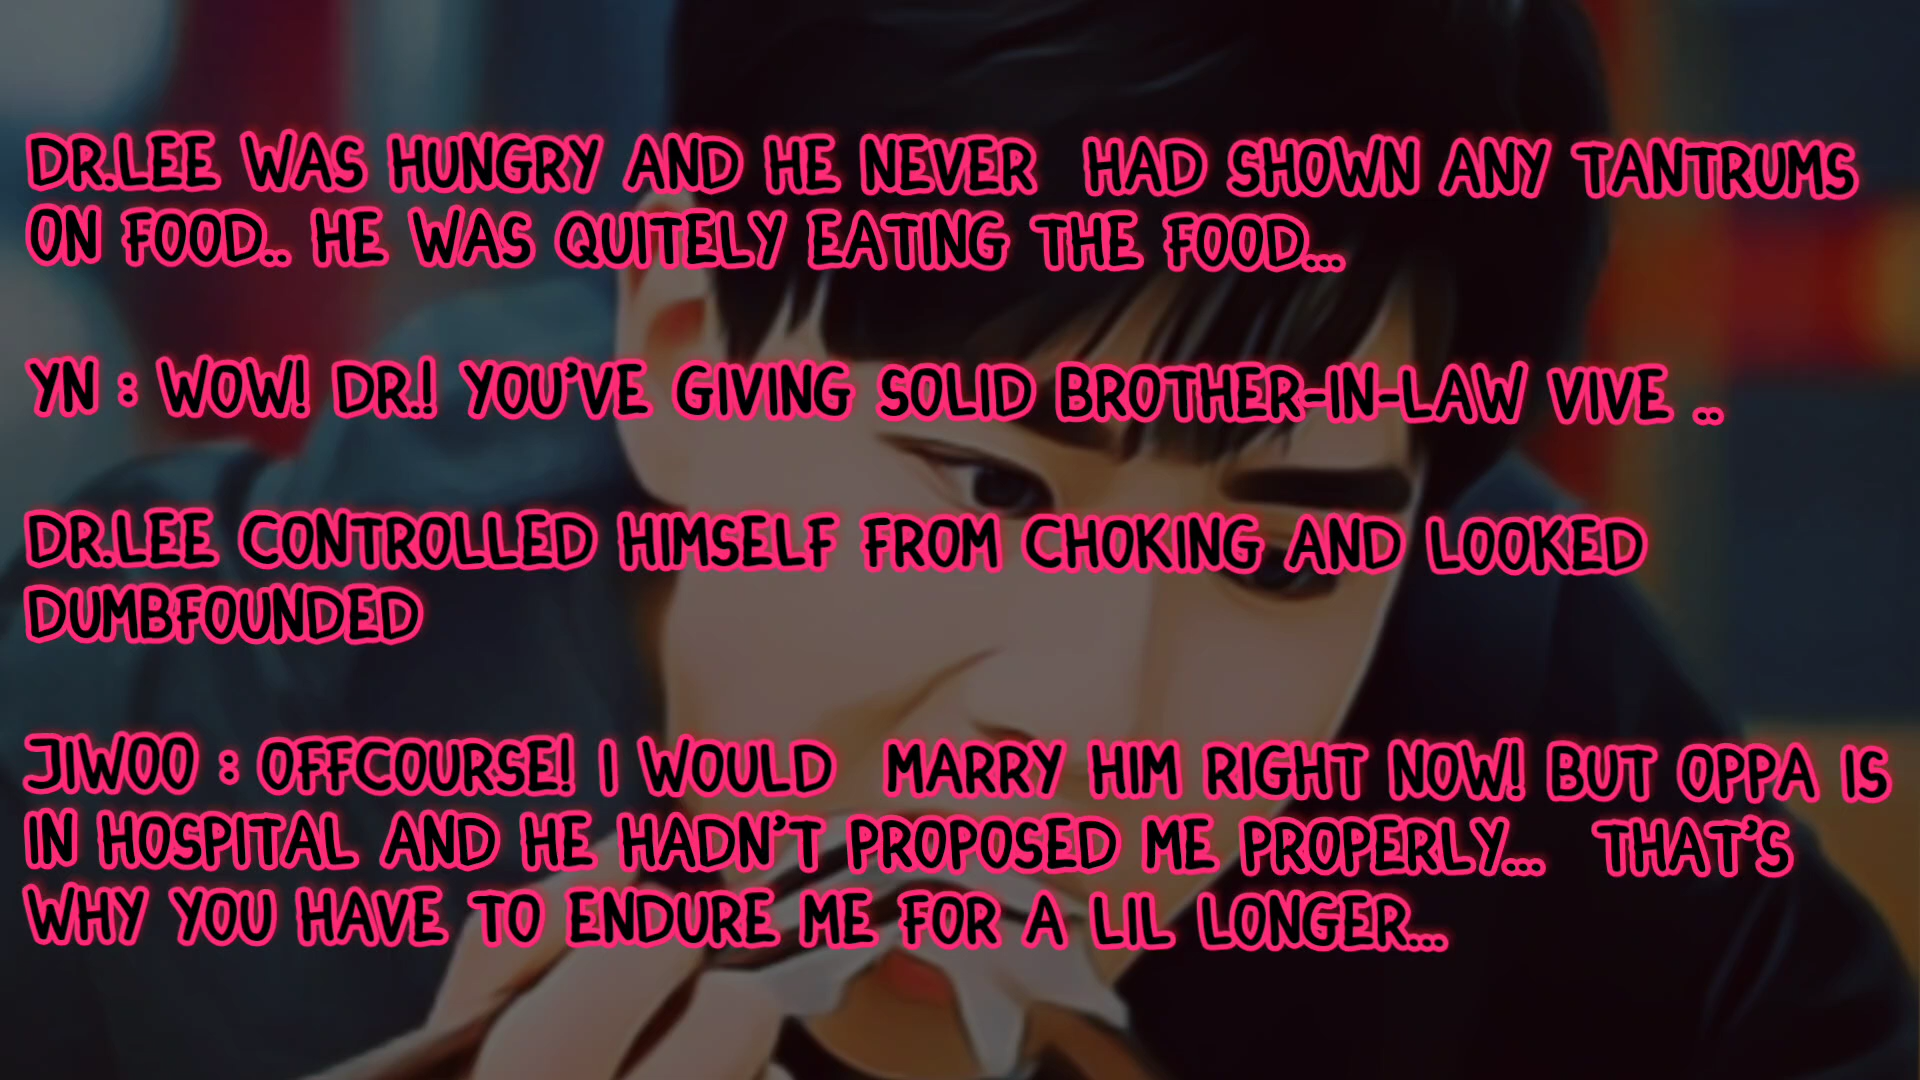 DR.LEE WAS HUNGRY AND HE NEVER HAD SHOWN ANY TANTRUMS
ON FOOD.. HE WAS QUITELY EATING THE FOOD...
YN : WOW! DR.! YOU'VE GIVING SOLID BROTHER-IN-LAW VIVE ..
DR.LEE CONTROLLED HIMSELF FROM CHOKING AND LOOKED
DUMBFOUNDED
JIWOO : OFFCOURSE! I WOULD MARRY HIM RIGHT NOW! BUT OPPA IS
IN HOSPITAL AND HE HADN'T PROPOSED ME PROPERLY... THAT'S
WHY YOU HAVE TO ENDURE ME FOR A LIL LONGER...